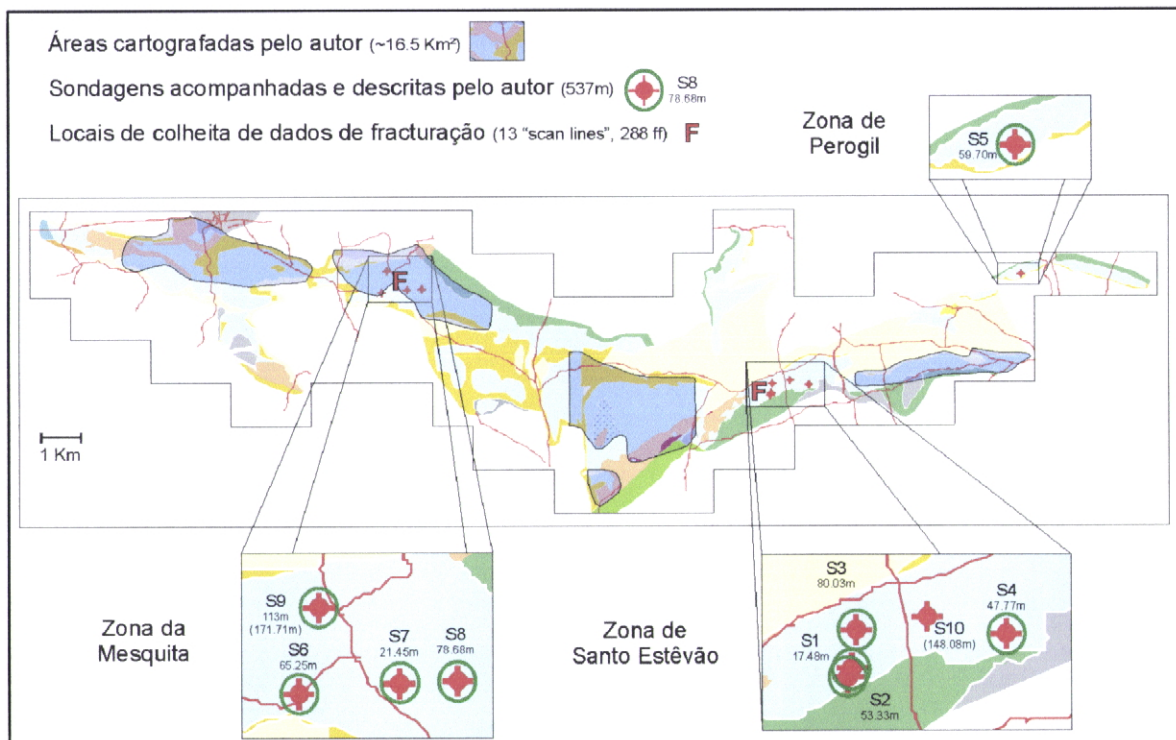 Áreas cartografadas pelo autor (~16.5 Km²)
Sondagens acompanhadas e descritas pelo autor (537m)
S8
78.68m
Locais de colheita de dados de fracturação (13 "scan lines", 288 ff) F
Zona de
Perogil
S5
59.70m
F
F
1 Km
Zona da
Mesquita
S9
113m
(171.71m)
S6
65.25m
S7
21.45m
S8
78.68m
Zona de
Santo Estêvão
S3
80.03m
S4
47.77m
S1
17.48m
S10
(148.08m)
S2
53.33m